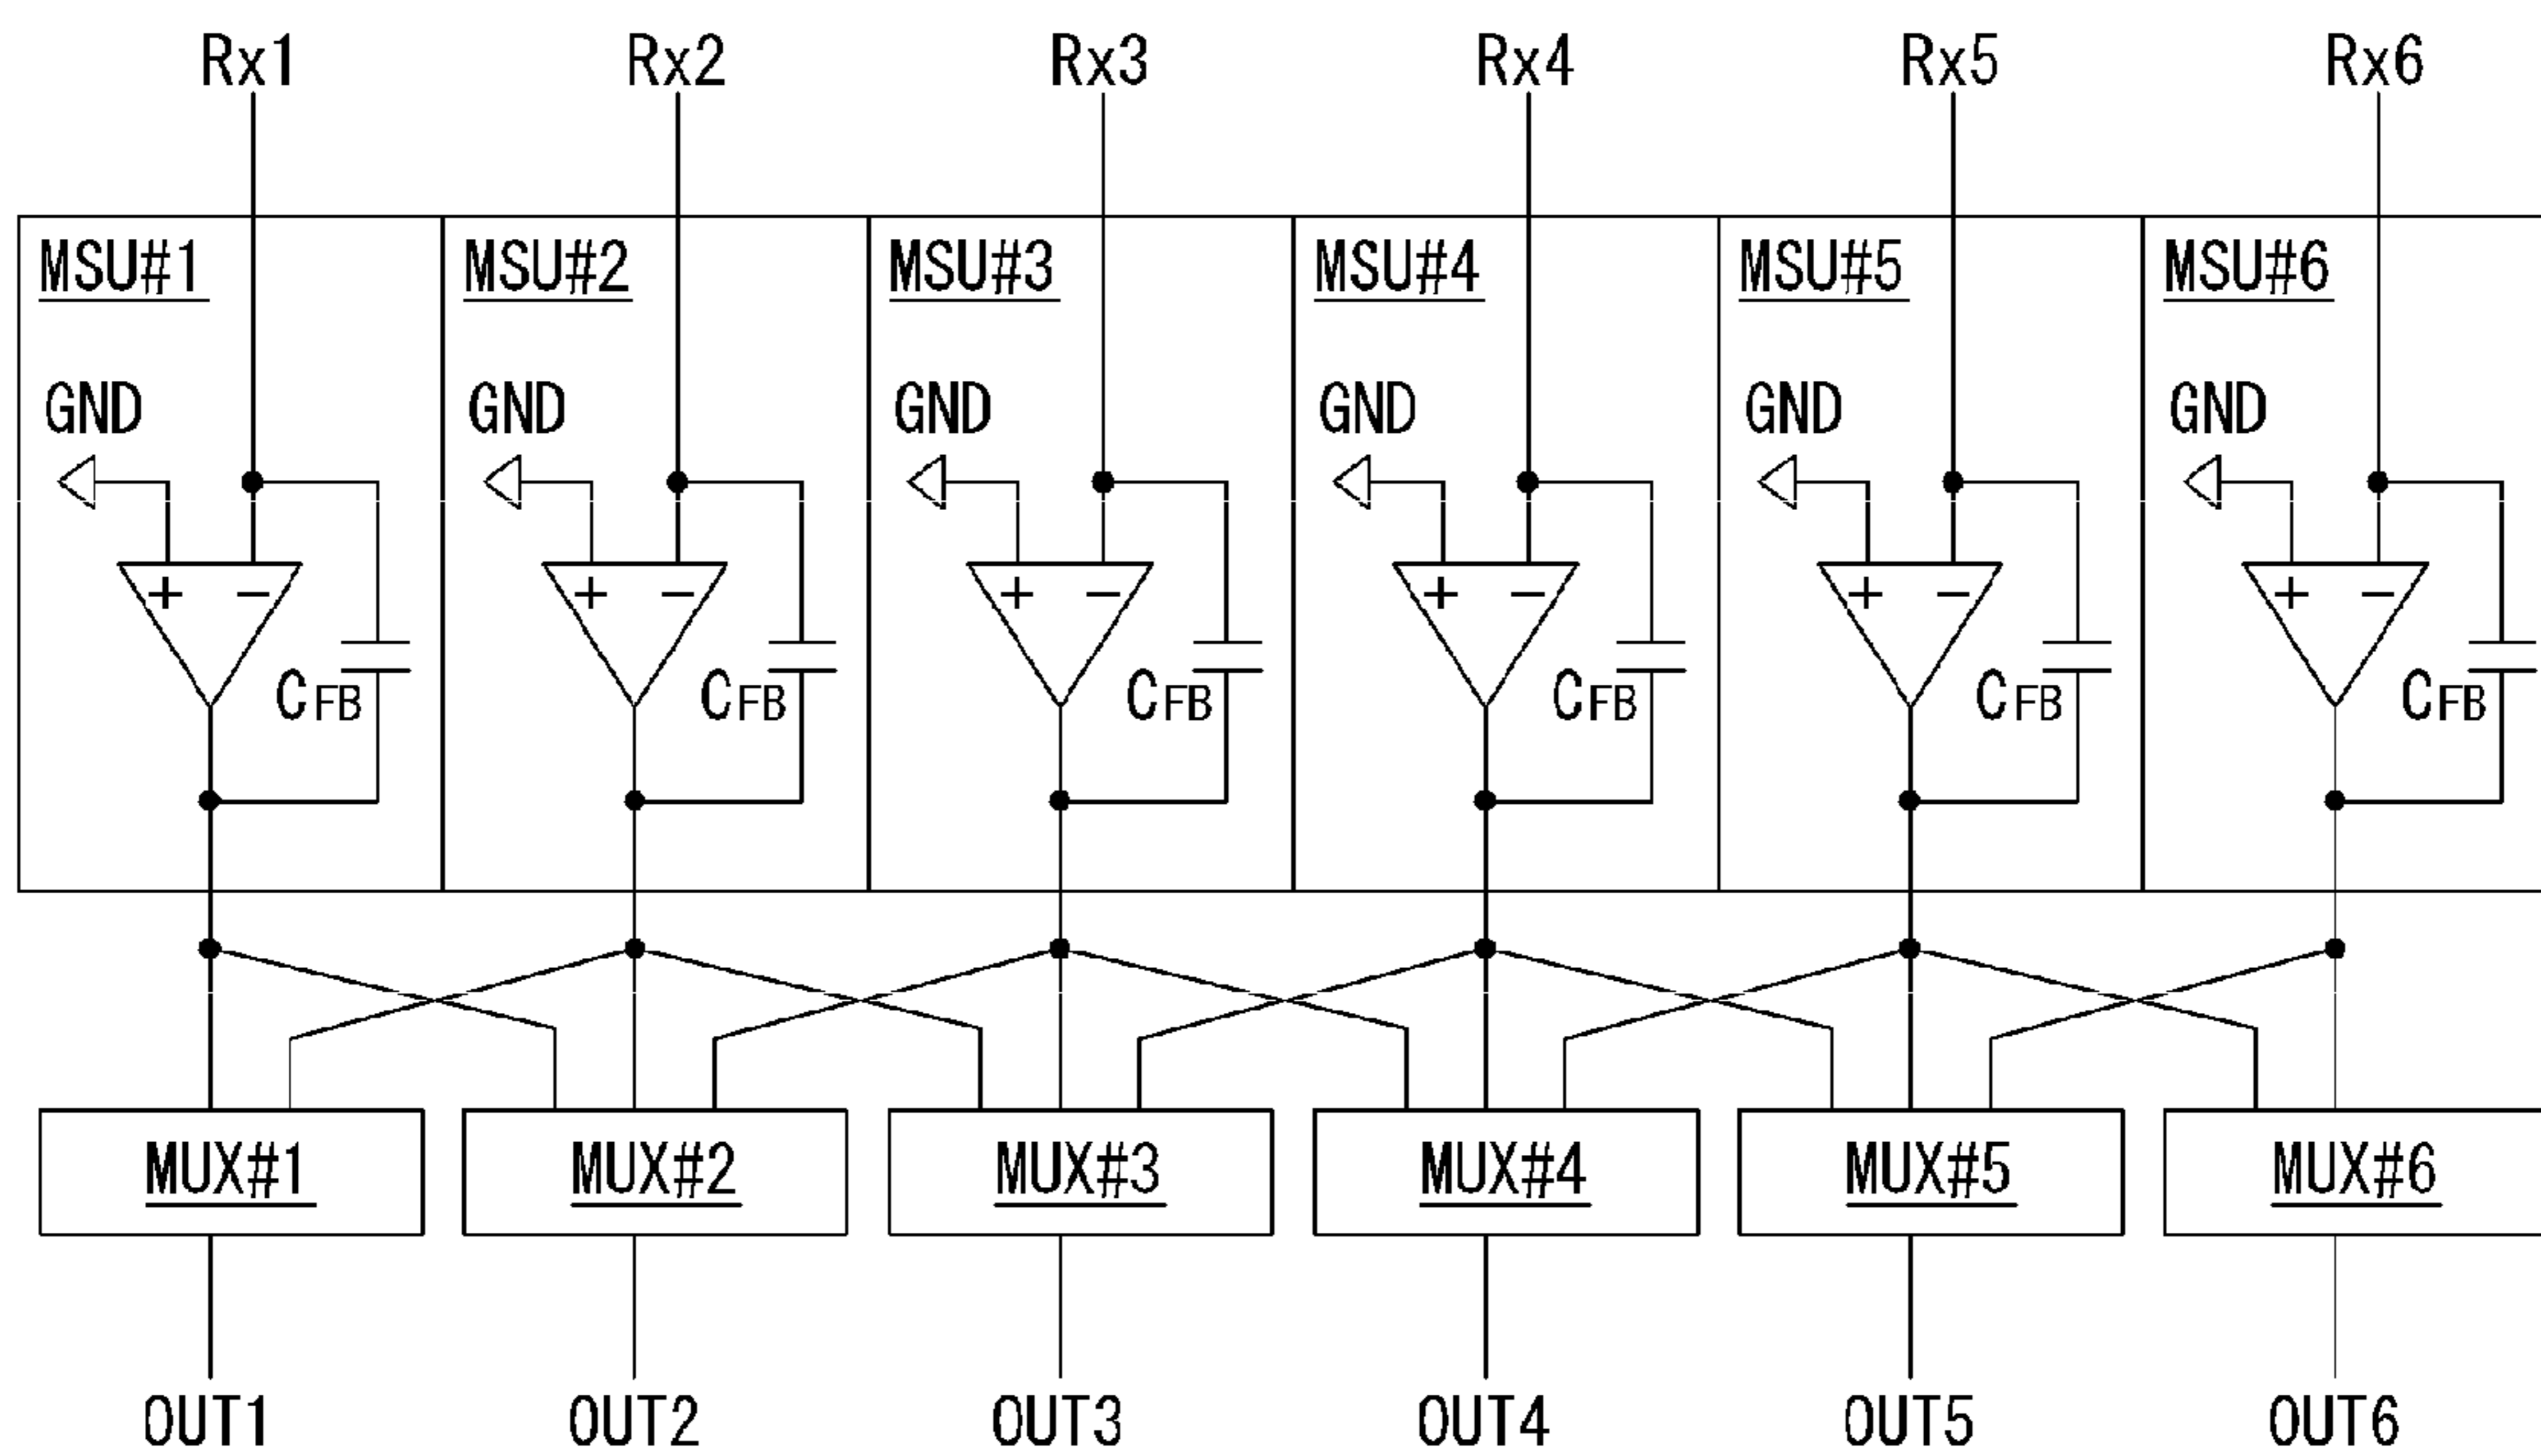 Rx1 Rx2 Rx3 Rx4 Rx5 Rx6
MSU#1 MSU#2 MSU#3 MSU#4 MSU#5 MSU#6
GND GND GND GND GND GND
+ − + − + − + − + − + −
CFB CFB CFB CFB CFB CFB
MUX#1 MUX#2 MUX#3 MUX#4 MUX#5 MUX#6
OUT1 OUT2 OUT3 OUT4 OUT5 OUT6